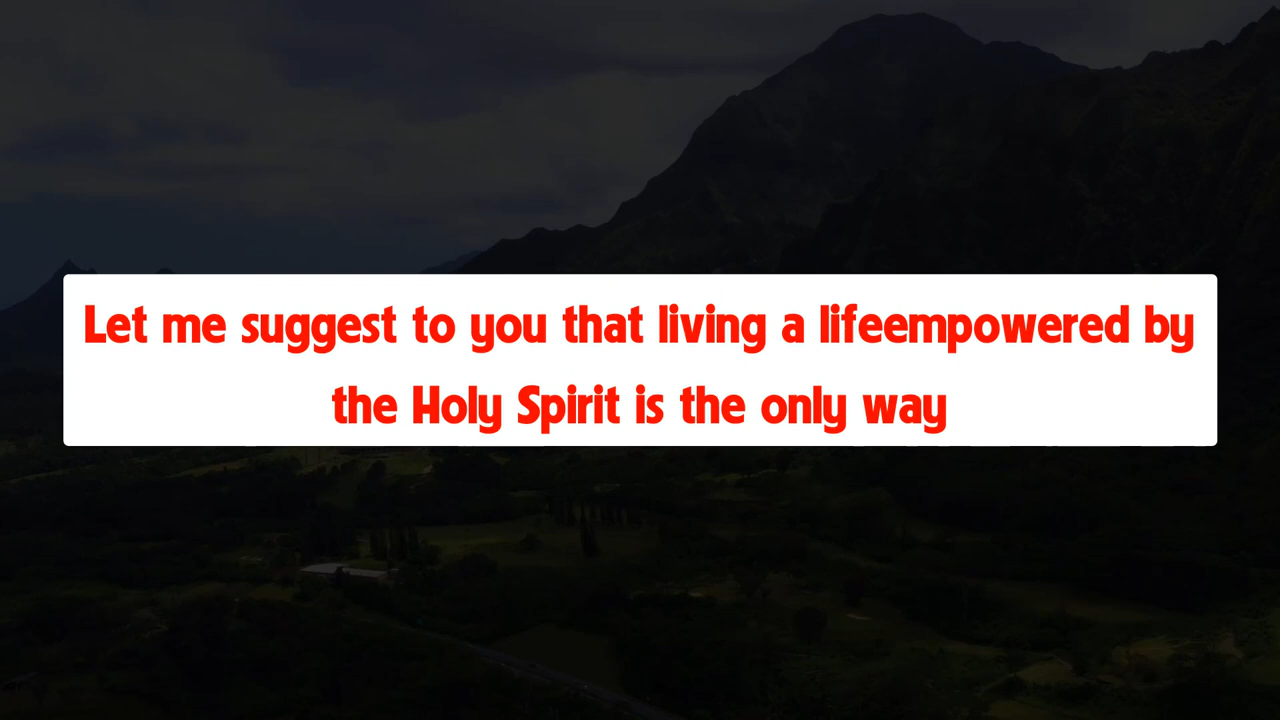 Let me suggest to you that living a lifeempowered by
the Holy Spirit is the only way